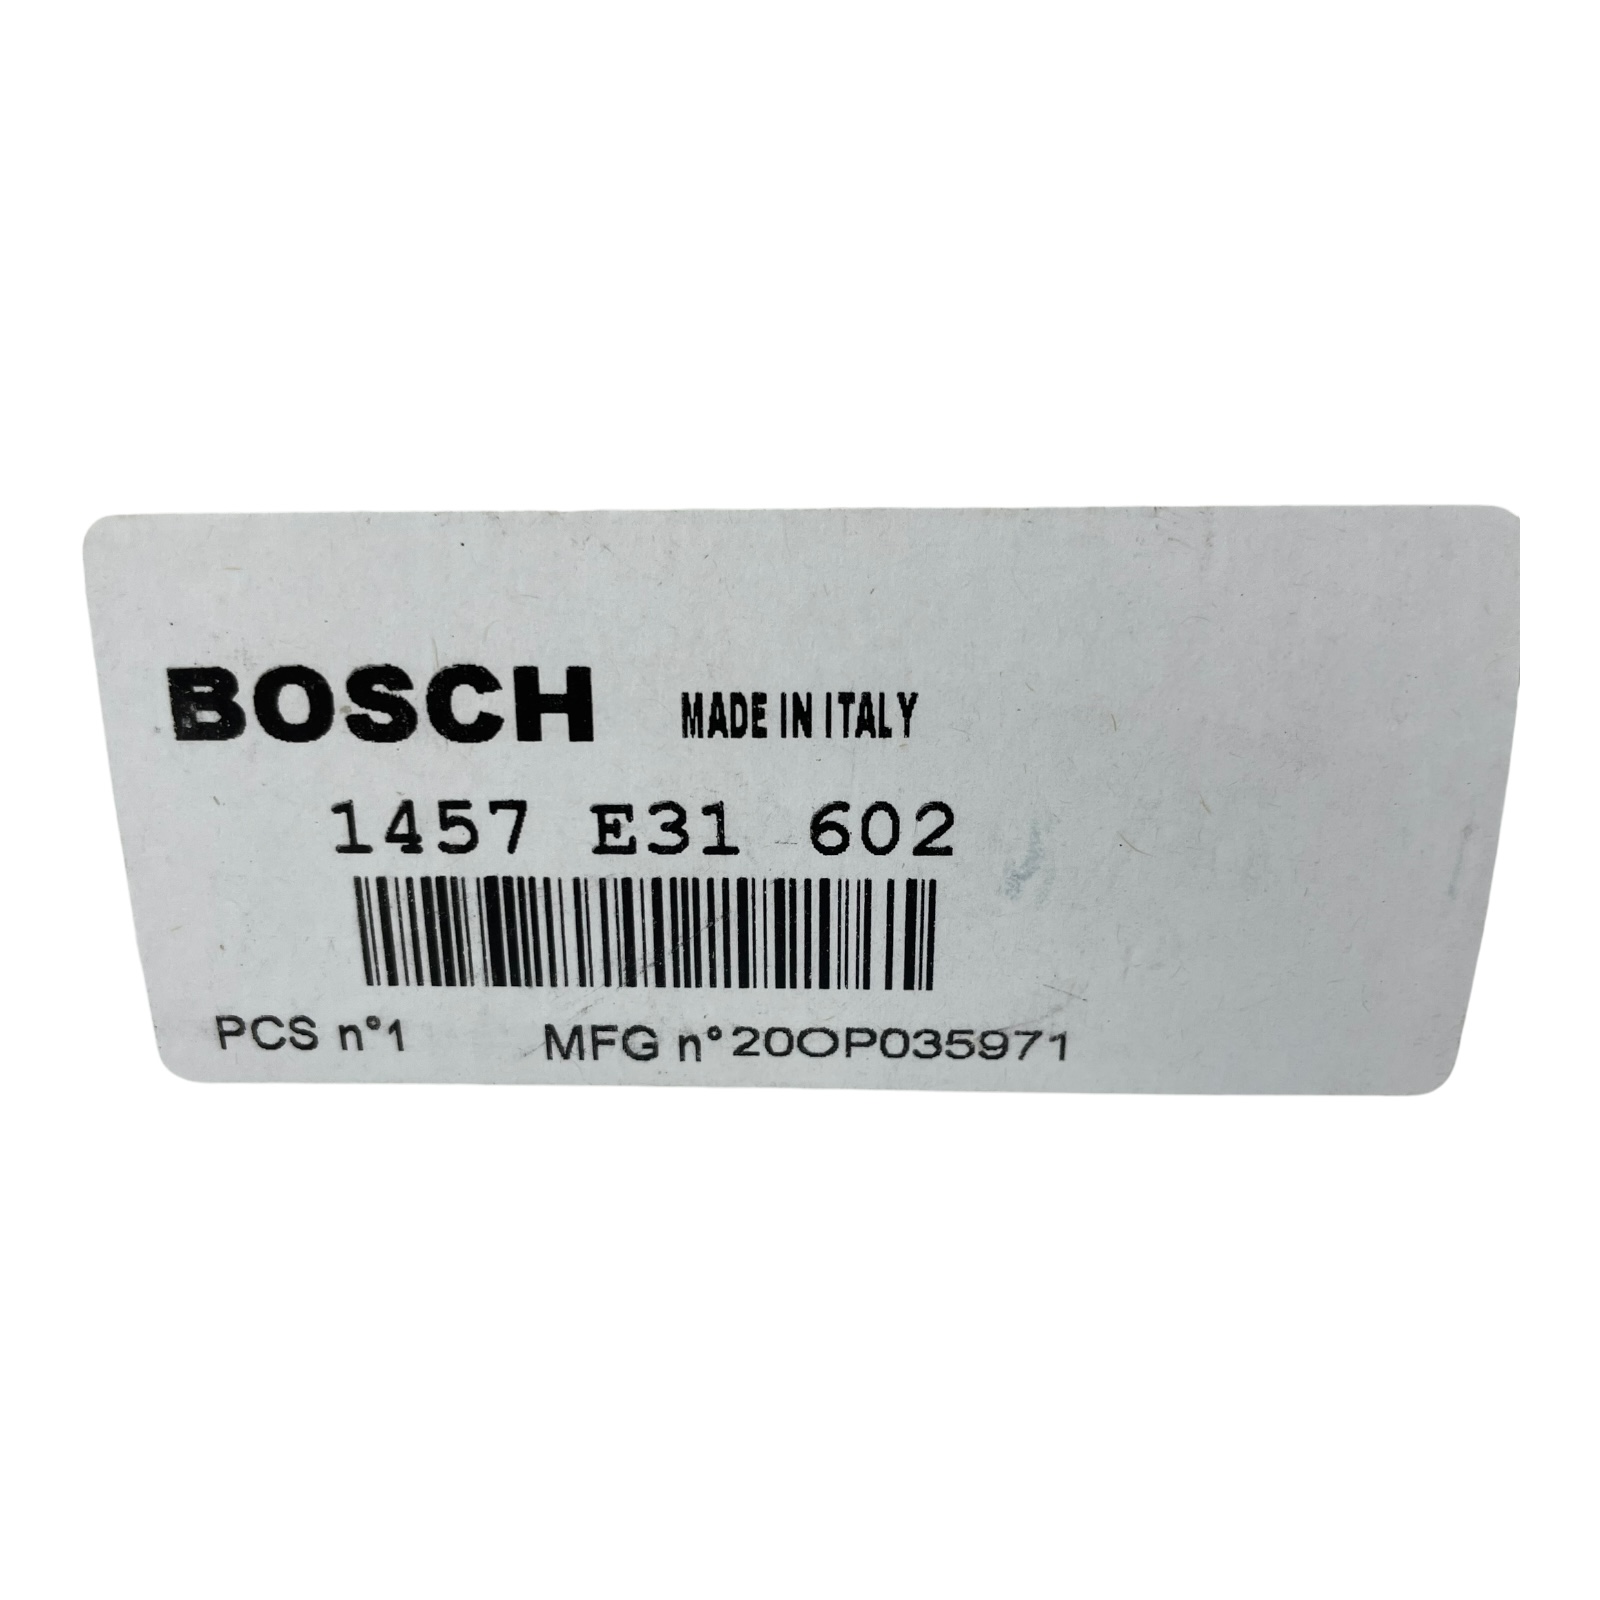 BOSCH MADE IN ITALY
1457 E31 602
PCS n°1 MFG n°20OP035971